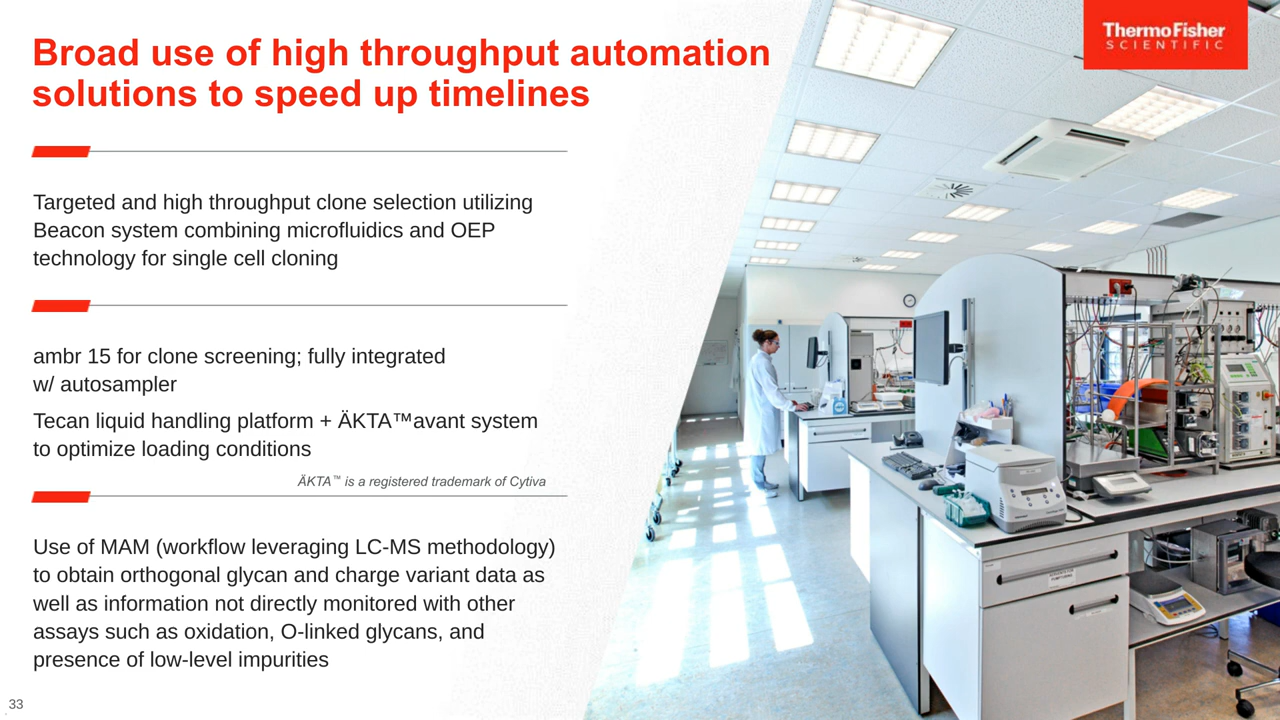 Broad use of high throughput automation
solutions to speed up timelines
ThermoFisher
SCIENTIFIC
Targeted and high throughput clone selection utilizing
Beacon system combining microfluidics and OEP
technology for single cell cloning
ambr 15 for clone screening; fully integrated
w/ autosampler
Tecan liquid handling platform + ÄKTA™avant system
to optimize loading conditions
ÄKTA™ is a registered trademark of Cytiva
Use of MAM (workflow leveraging LC-MS methodology)
to obtain orthogonal glycan and charge variant data as
well as information not directly monitored with other
assays such as oxidation, O-linked glycans, and
presence of low-level impurities
33